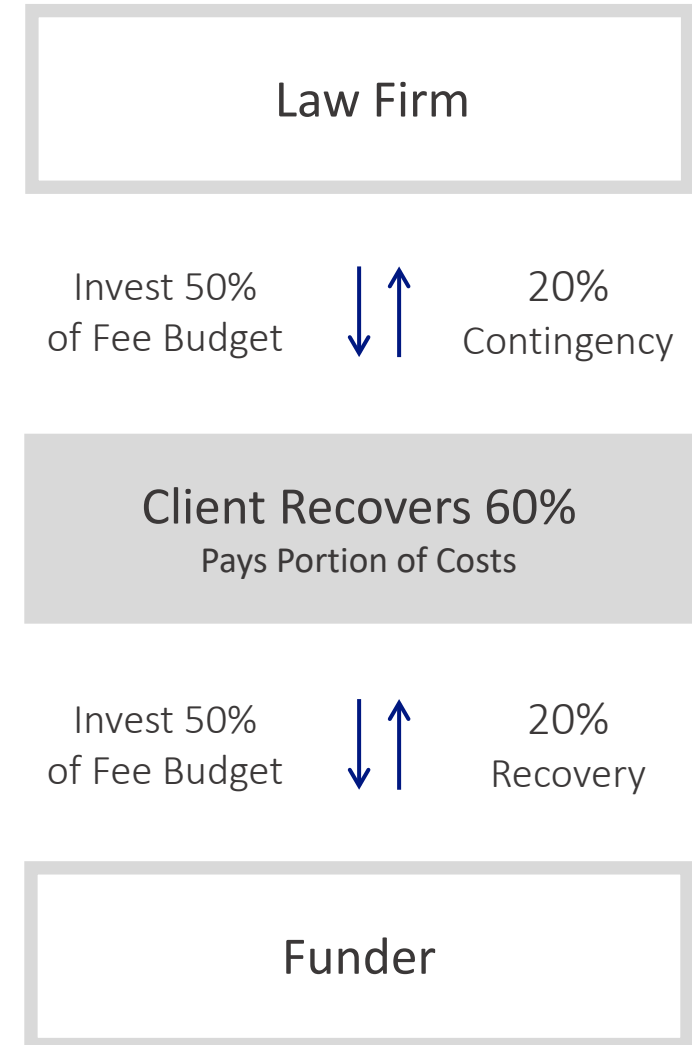 Law Firm
Invest 50%
of Fee Budget
20%
Contingency
Client Recovers 60%
Pays Portion of Costs
Invest 50%
of Fee Budget
20%
Recovery
Funder